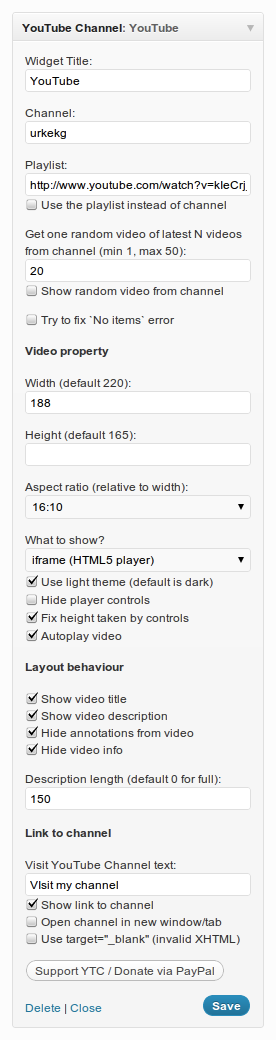 YouTube Channel: YouTube
Widget Title:
YouTube
Channel:
urkekg
Playlist:
http://www.youtube.com/watch?v=kIeCrj_
Use the playlist instead of channel
Get one random video of latest N videos
from channel (min 1, max 50):
20
Show random video from channel
Try to fix `No items` error
Video property
Width (default 220):
188
Height (default 165):
Aspect ratio (relative to width):
16:10
What to show?
iframe (HTML5 player)
Use light theme (default is dark)
Hide player controls
Fix height taken by controls
Autoplay video
Layout behaviour
Show video title
Show video description
Hide annotations from video
Hide video info
Description length (default 0 for full):
150
Link to channel
Visit YouTube Channel text:
VIsit my channel
Show link to channel
Open channel in new window/tab
Use target="_blank" (invalid XHTML)
Support YTC / Donate via PayPal
Delete | Close
Save